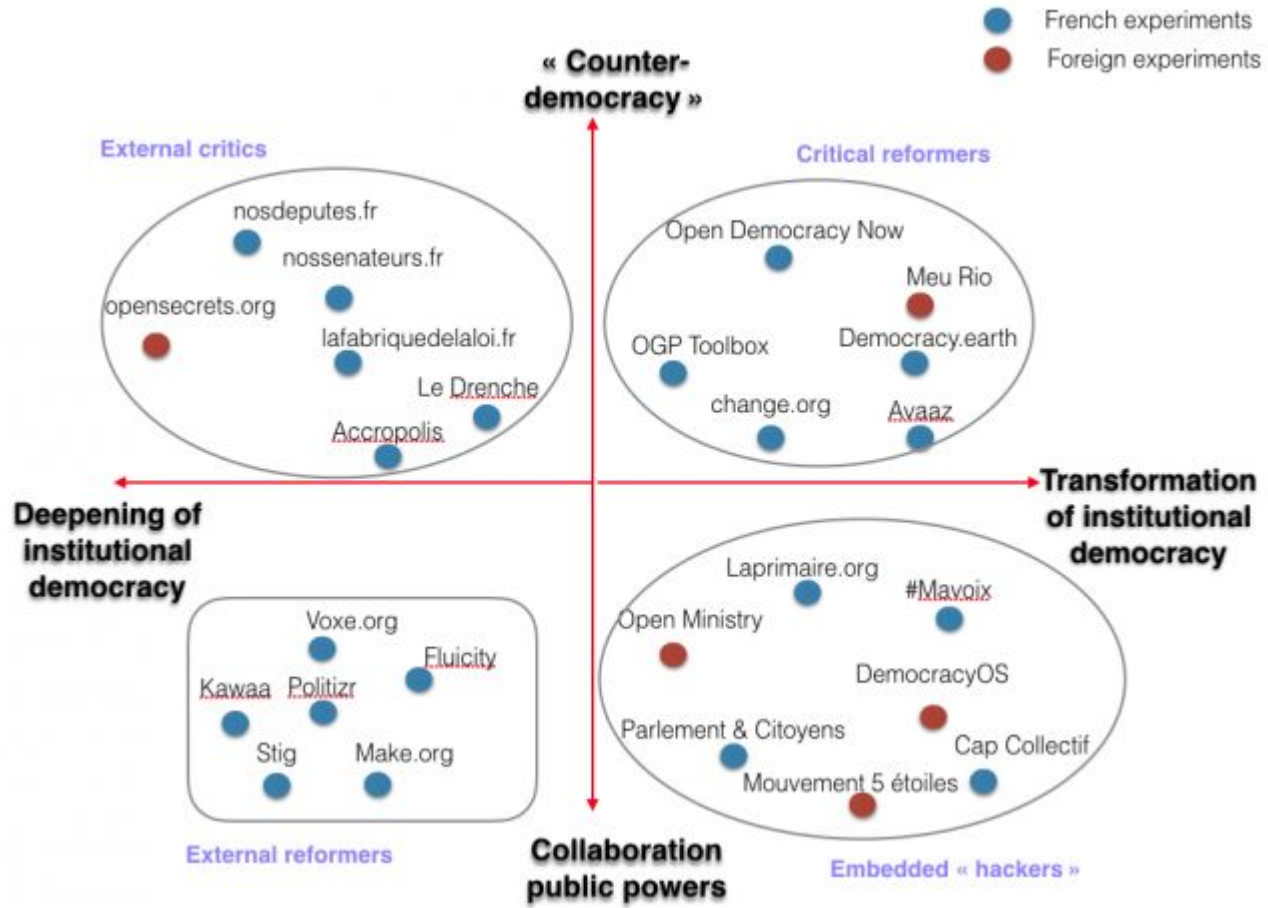 French experiments
Foreign experiments
« Counter-
democracy »
External critics
Critical reformers
nosdeputes.fr
nossenateurs.fr
opensecrets.org
lafabriquedelaloi.fr
Le Drenche
Accropolis
Open Democracy Now
Meu Rio
OGP Toolbox
Democracy.earth
change.org
Avaaz
Deepening of
institutional
democracy
Transformation
of institutional
democracy
Voxe.org
Fluicity
Kawaa
Politizr
Stig
Make.org
External reformers
Laprimaire.org
#Mavoix
Open Ministry
DemocracyOS
Parlement & Citoyens
Cap Collectif
Mouvement 5 étoiles
Collaboration
public powers
Embedded « hackers »